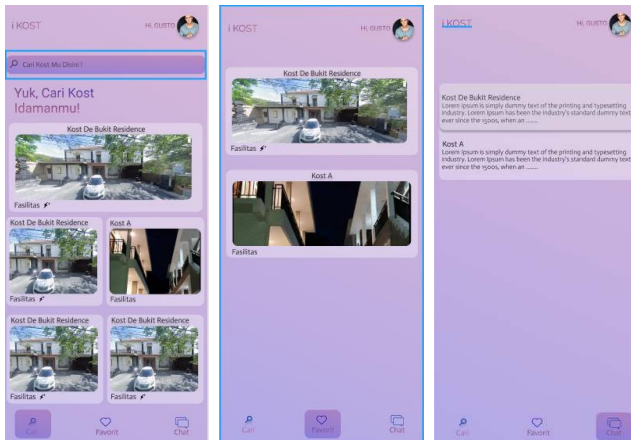 i KOST
HI, GUSTO
Cari Kost Mu Disini !
Yuk, Cari Kost
Idamanmu!
Kost De Bukit Residence
Fasilitas
Kost De Bukit Residence
Fasilitas
Kost A
Fasilitas
Kost De Bukit Residence
Fasilitas
Kost De Bukit Residence
Fasilitas
Cari
Favorit
Chat
i KOST
HI, GUSTO
Kost De Bukit Residence
Fasilitas
Kost A
Fasilitas
Cari
Favorit
Chat
i KOST
HI, GUSTO
Kost De Bukit Residence
Lorem Ipsum is simply dummy text of the printing and typesetting
industry. Lorem Ipsum has been the industry's standard dummy text
ever since the 1500s, when an ......
Kost A
Lorem Ipsum is simply dummy text of the printing and typesetting
industry. Lorem Ipsum has been the industry's standard dummy text
ever since the 1500s, when an ......
Cari
Favorit
Chat